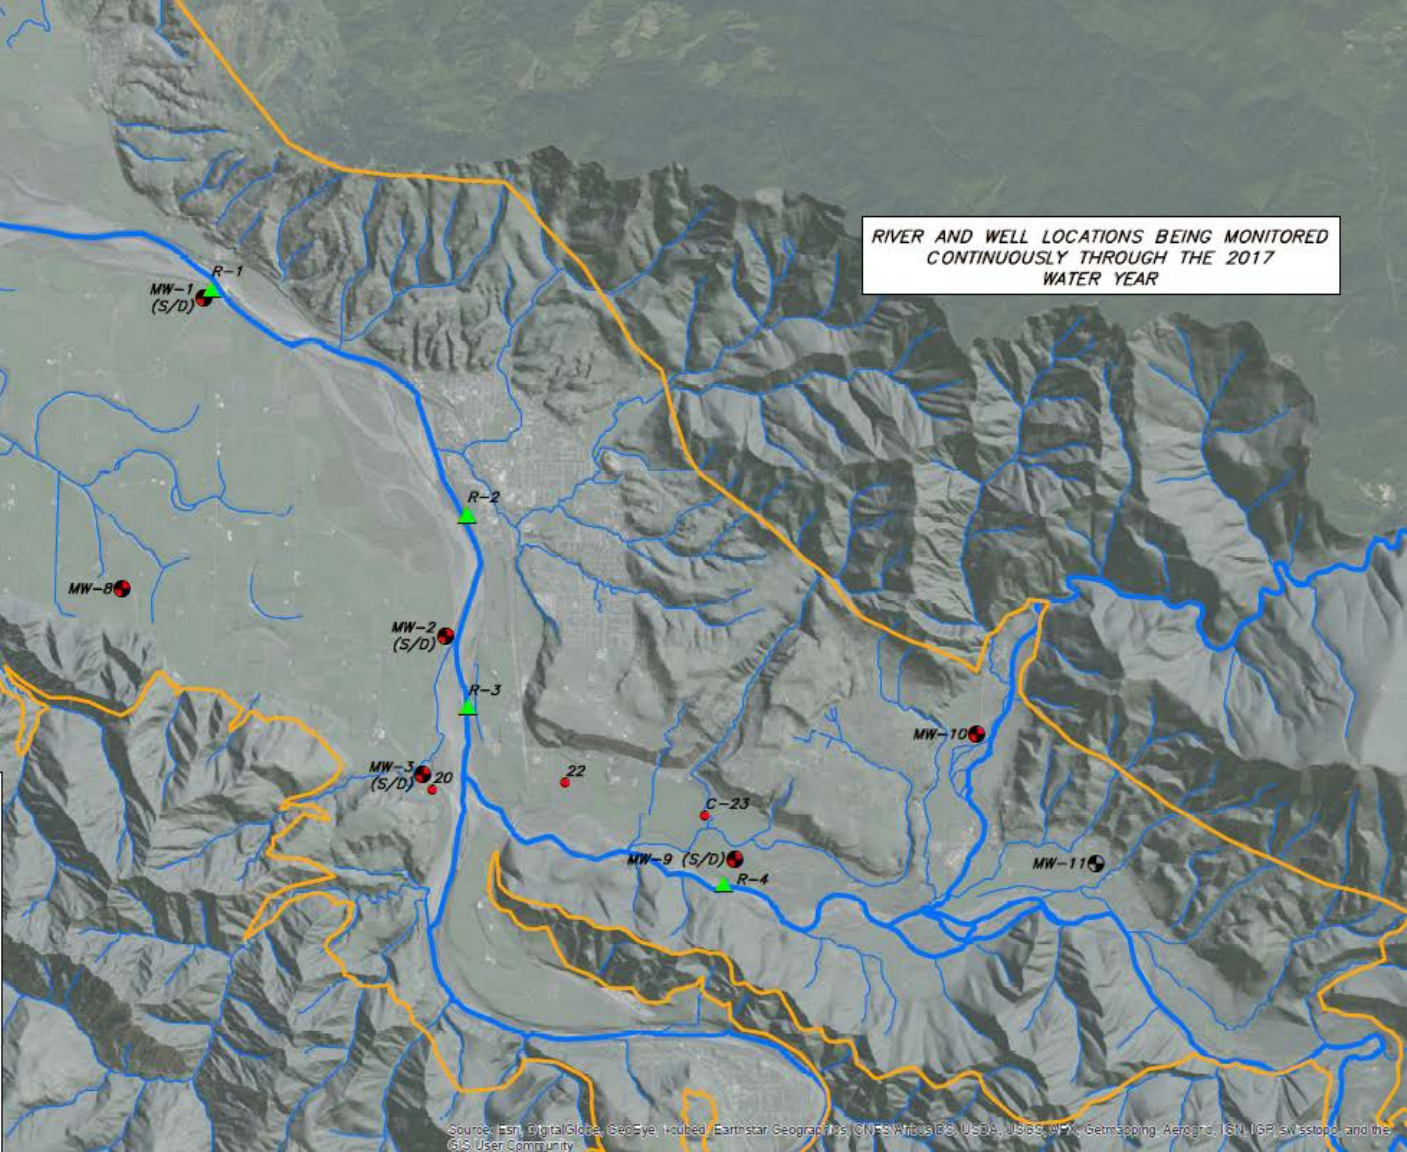 RIVER AND WELL LOCATIONS BEING MONITORED
CONTINUOUSLY THROUGH THE 2017
WATER YEAR
R-1
MW-1
(S/D)
R-2
MW-8
MW-2
(S/D)
R-3
MW-10
MW-3
(S/D)
20
22
C-23
MW-9 (S/D)
R-4
MW-11
Source: Esri, DigitalGlobe, GeoEye, i-cubed, Earthstar Geographics, CNES/Airbus DS, USDA, USGS, AEX, Getmapping, Aerogrid, IGN, IGP, swisstopo, and the
GIS User Community